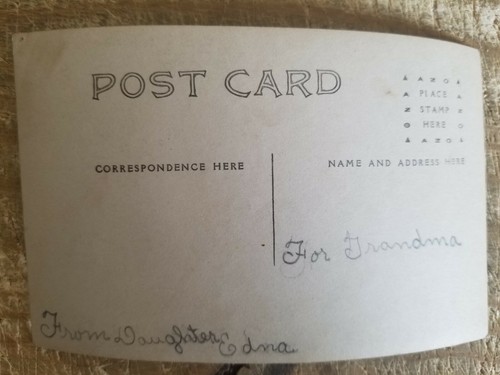 POST CARD
▲ A Z O ▲
A PLACE A
Z STAMP Z
O HERE O
▲ A Z O ▲
CORRESPONDENCE HERE
NAME AND ADDRESS HERE
For Grandma
From Daughter Edna